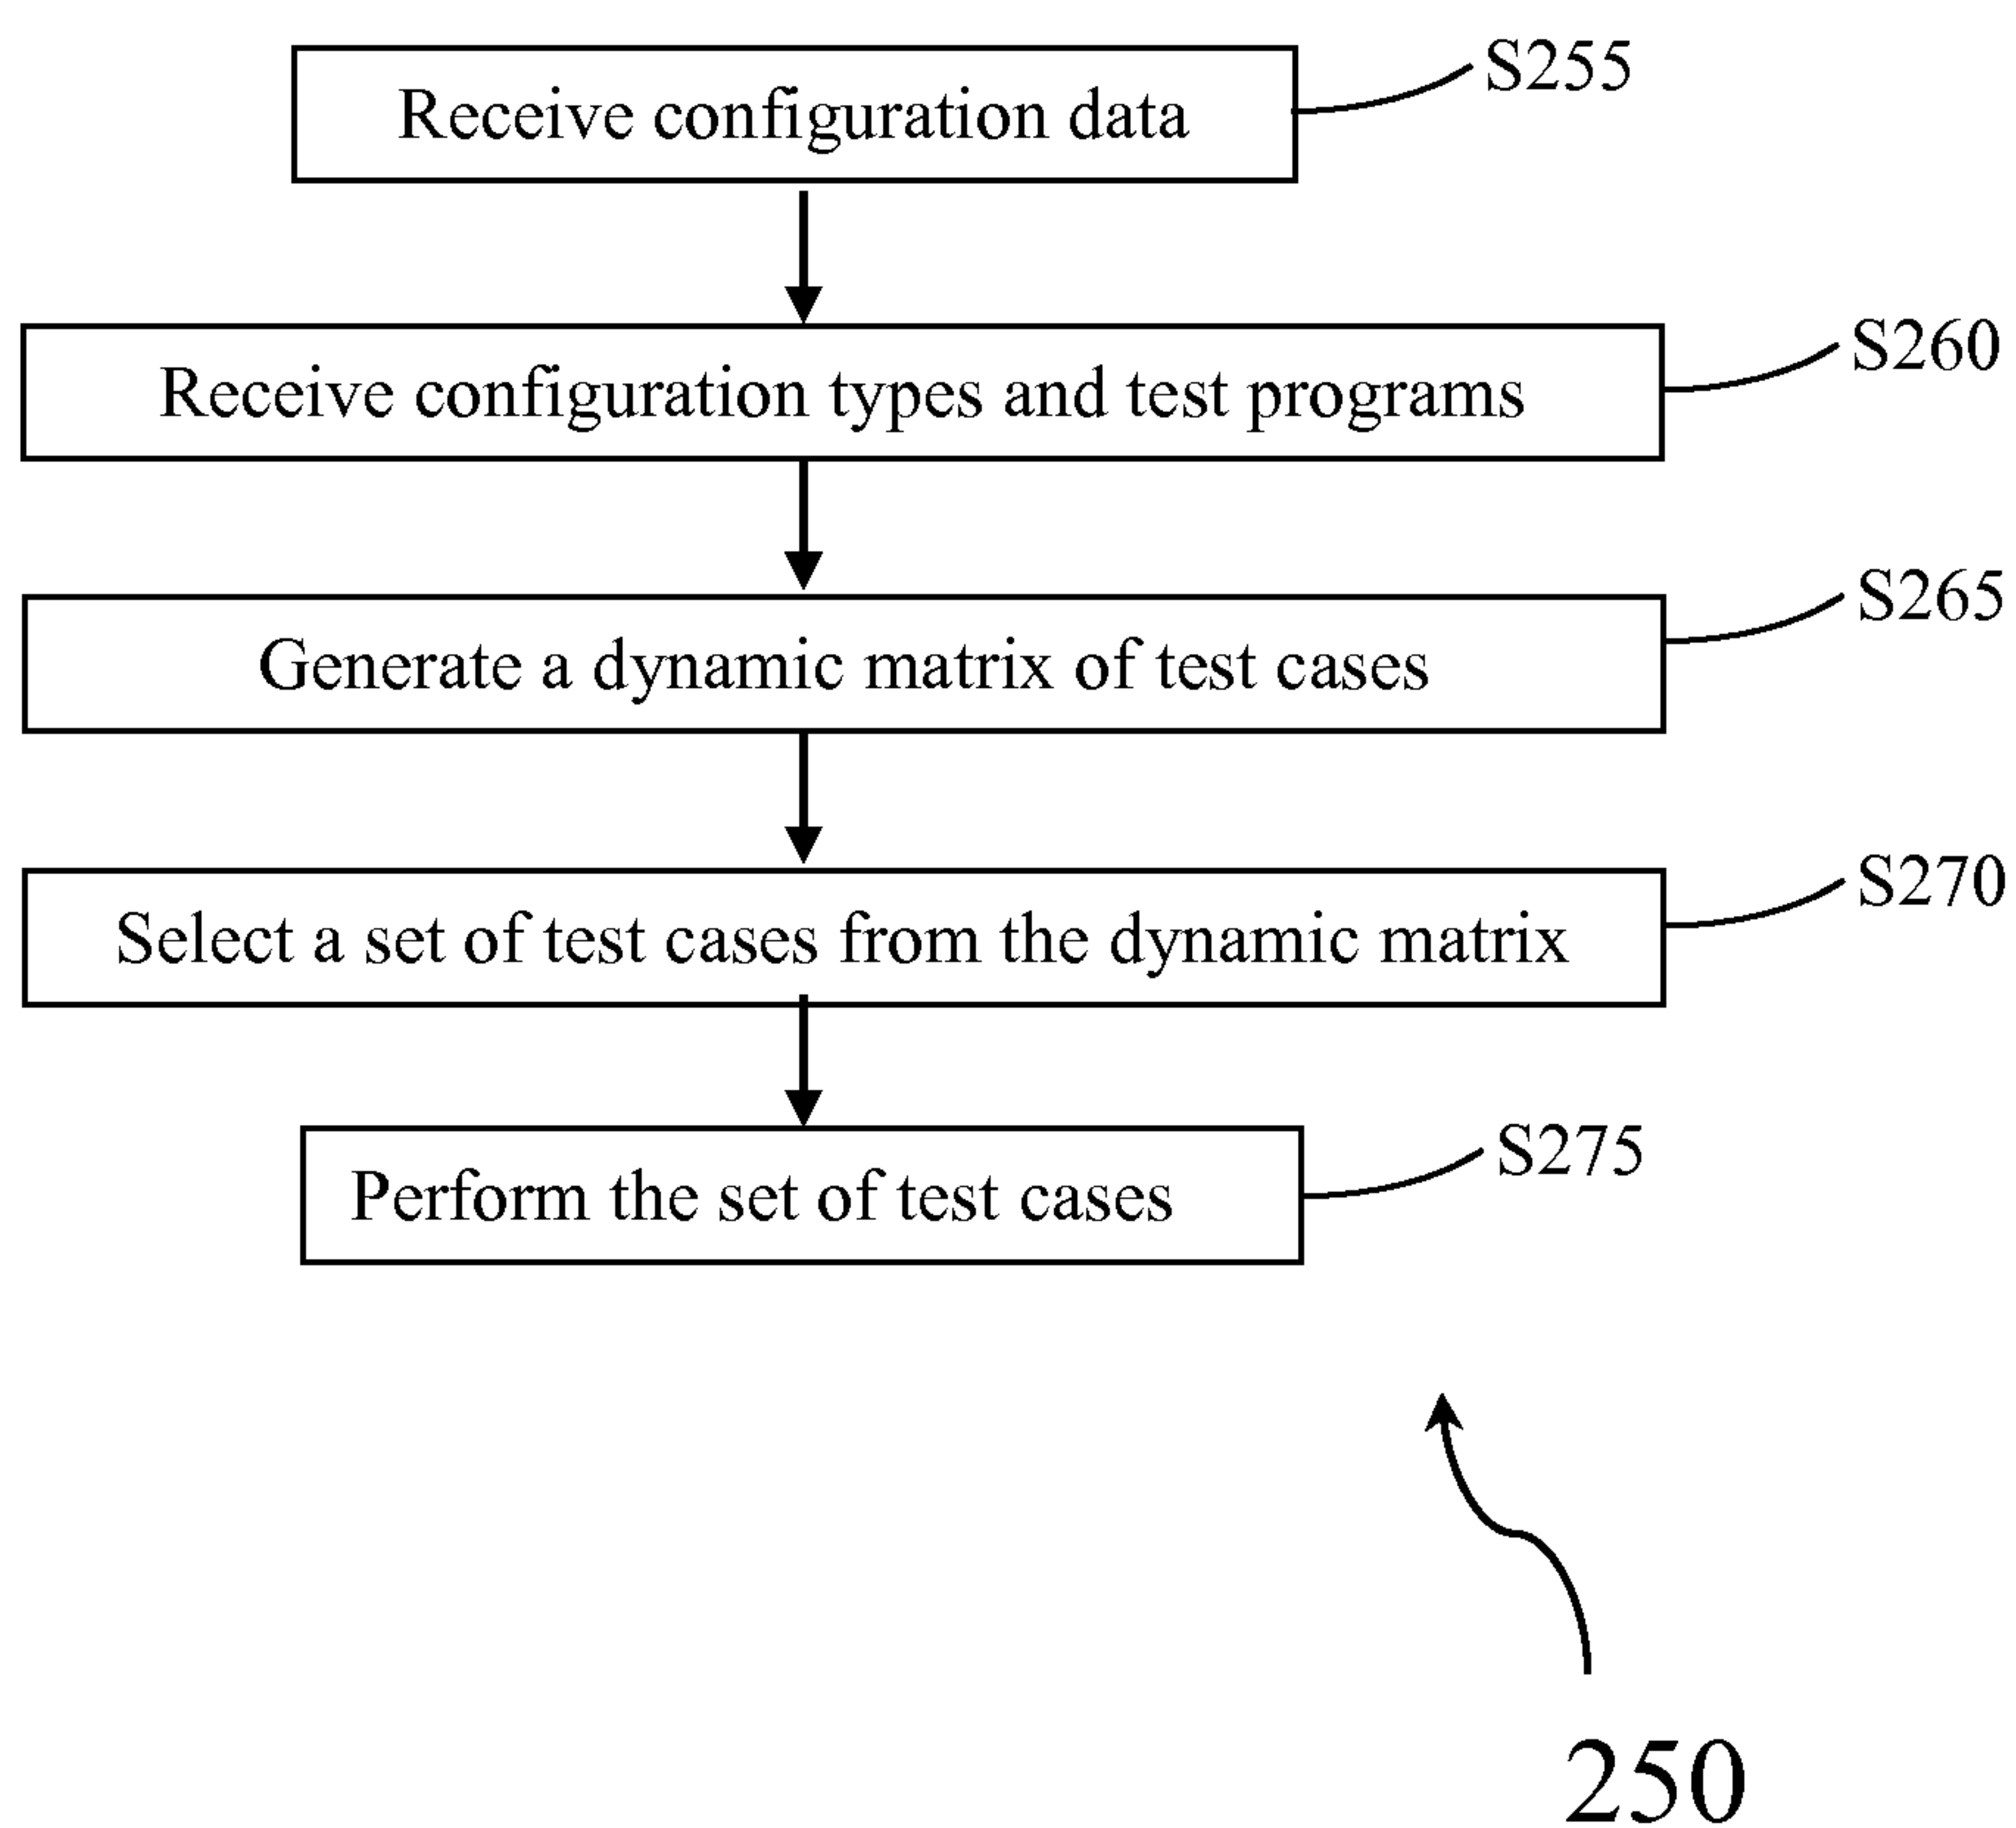 Receive configuration data
S255
Receive configuration types and test programs
S260
Generate a dynamic matrix of test cases
S265
Select a set of test cases from the dynamic matrix
S270
Perform the set of test cases
S275
250